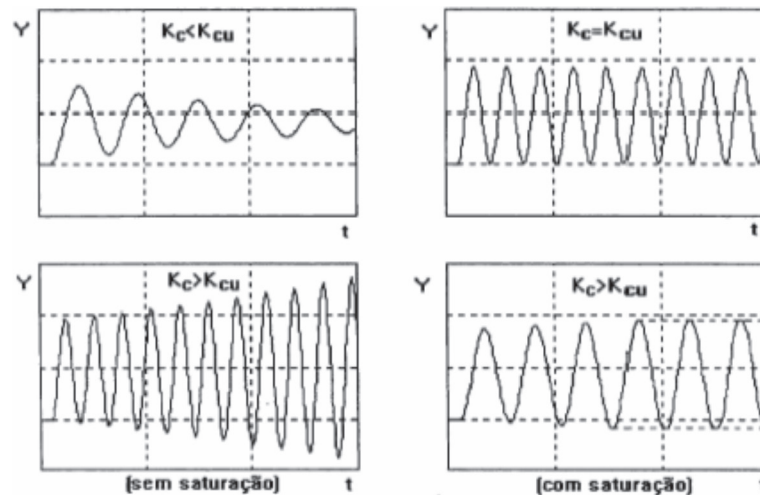 Y
Kc<Kcu
t
Y
Kc=Kcu
t
Y
Kc>Kcu
(sem saturação)
t
Y
Kc>Kcu
(com saturação)
t